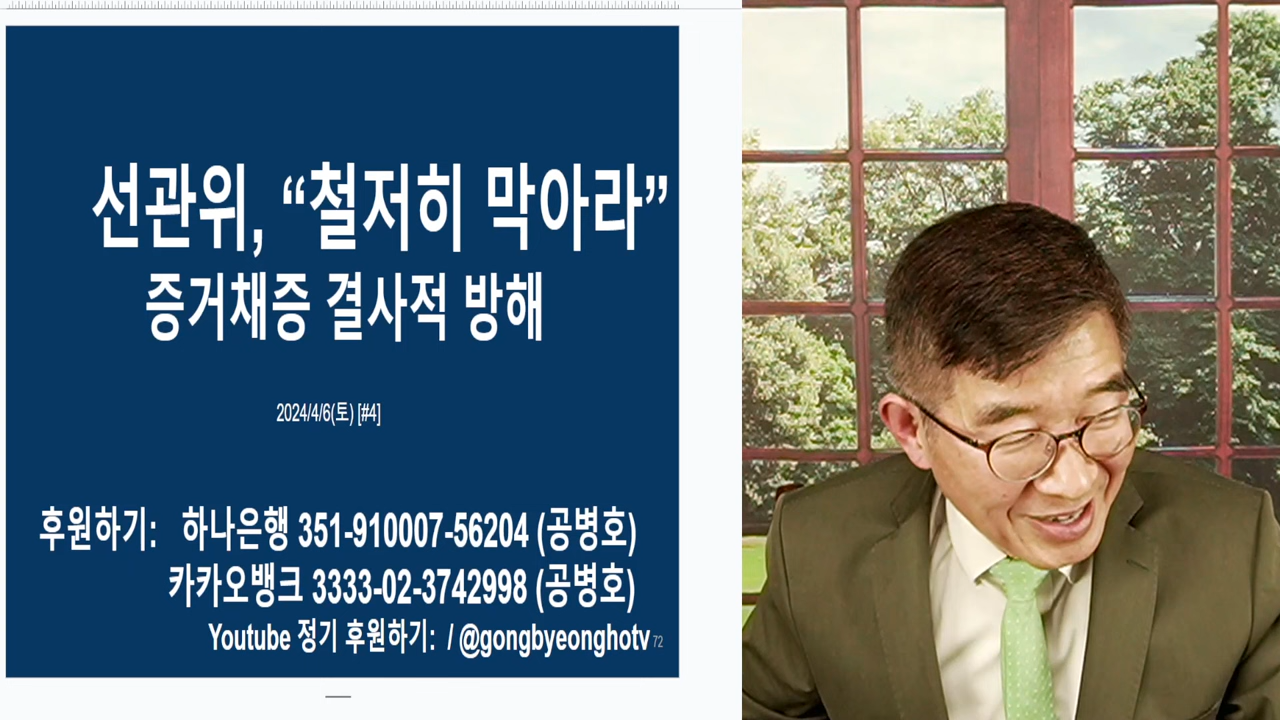 선관위, “철저히 막아라”
증거채증 결사적 방해
2024/4/6(토) [#4]
후원하기: 하나은행 351-910007-56204 (공병호)
카카오뱅크 3333-02-3742998 (공병호)
Youtube 정기 후원하기: / @gongbyeonghotv
72